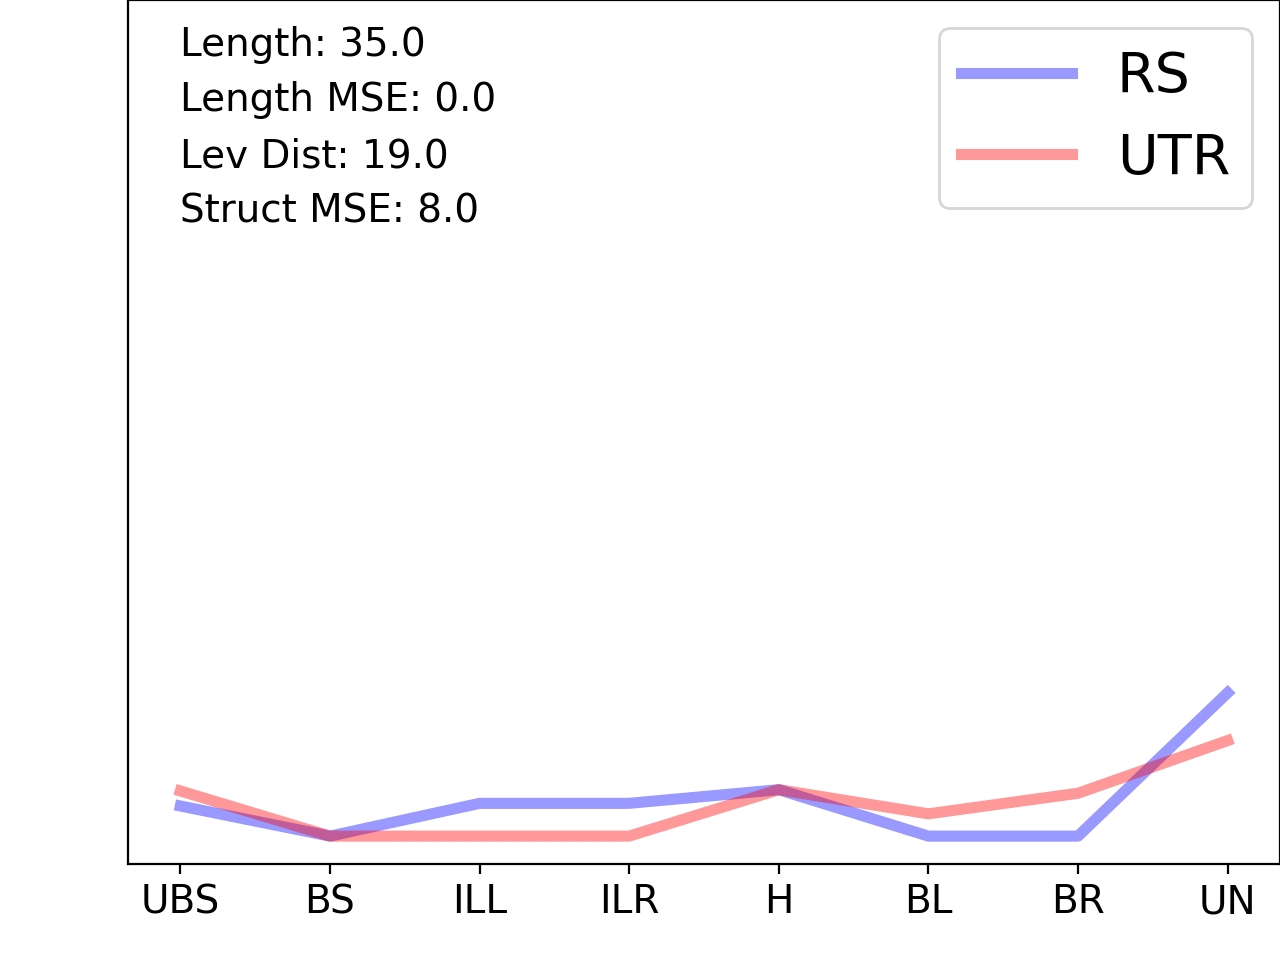 Length: 35.0
Length MSE: 0.0
Lev Dist: 19.0
Struct MSE: 8.0
RS
UTR
UBS BS ILL ILR H BL BR UN